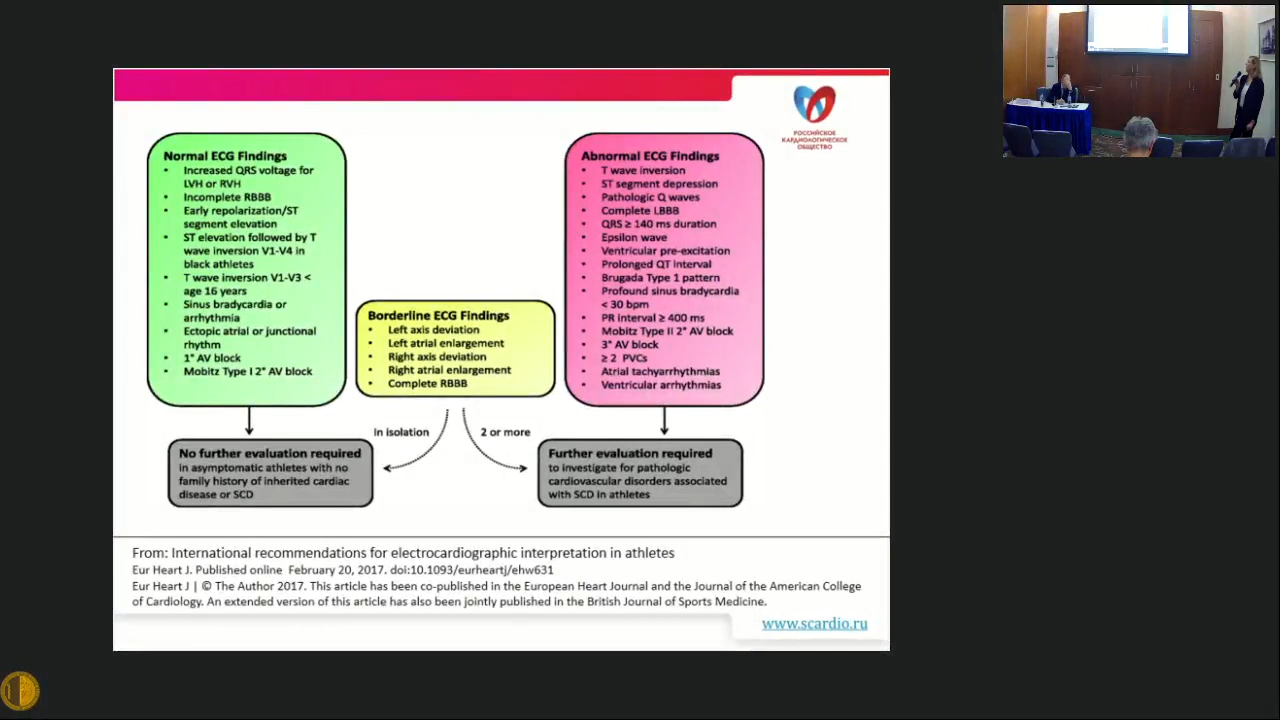 РОССИЙСКОЕ
КАРДИОЛОГИЧЕСКОЕ
ОБЩЕСТВО
Normal ECG Findings
• Increased QRS voltage for
LVH or RVH
• Incomplete RBBB
• Early repolarization/ST
segment elevation
• ST elevation followed by T
wave inversion V1-V4 in
black athletes
• T wave inversion V1-V3 <
age 16 years
• Sinus bradycardia or
arrhythmia
• Ectopic atrial or junctional
rhythm
• 1° AV block
• Mobitz Type I 2° AV block
Borderline ECG Findings
• Left axis deviation
• Left atrial enlargement
• Right axis deviation
• Right atrial enlargement
• Complete RBBB
Abnormal ECG Findings
• T wave inversion
• ST segment depression
• Pathologic Q waves
• Complete LBBB
• QRS ≥ 140 ms duration
• Epsilon wave
• Ventricular pre-excitation
• Prolonged QT interval
• Brugada Type 1 pattern
• Profound sinus bradycardia
< 30 bpm
• PR interval ≥ 400 ms
• Mobitz Type II 2° AV block
• 3° AV block
• ≥ 2 PVCs
• Atrial tachyarrhythmias
• Ventricular arrhythmias
In isolation
2 or more
No further evaluation required
in asymptomatic athletes with no
family history of inherited cardiac
disease or SCD
Further evaluation required
to investigate for pathologic
cardiovascular disorders associated
with SCD in athletes
From: International recommendations for electrocardiographic interpretation in athletes
Eur Heart J. Published online February 20, 2017. doi:10.1093/eurheartj/ehw631
Eur Heart J | © The Author 2017. This article has been co-published in the European Heart Journal and the Journal of the American College
of Cardiology. An extended version of this article has also been jointly published in the British Journal of Sports Medicine.
www.scardio.ru